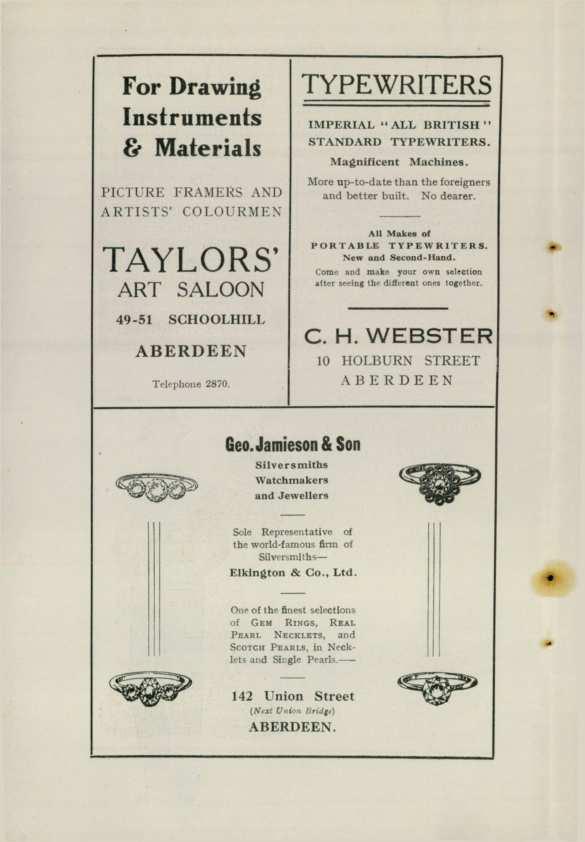 For Drawing
Instruments
& Materials
PICTURE FRAMERS AND
ARTISTS' COLOURMEN
TAYLORS'
ART SALOON
49-51 SCHOOLHILL
ABERDEEN
Telephone 2870.
TYPEWRITERS
IMPERIAL "ALL BRITISH"
STANDARD TYPEWRITERS.
Magnificent Machines.
More up-to-date than the foreigners
and better built. No dearer.
All Makes of
PORTABLE TYPEWRITERS.
New and Second-Hand.
Come and make your own selection
after seeing the different ones together.
C. H. WEBSTER
10 HOLBURN STREET
ABERDEEN
Geo. Jamieson & Son
Silversmiths
Watchmakers
and Jewellers
Sole Representative of
the world-famous firm of
Silversmiths—
Elkington & Co., Ltd.
One of the finest selections
of GEM RINGS, REAL
PEARL NECKLETS, and
SCOTCH PEARLS, in Neck-
lets and Single Pearls.—
142 Union Street
(Next Union Bridge)
ABERDEEN.